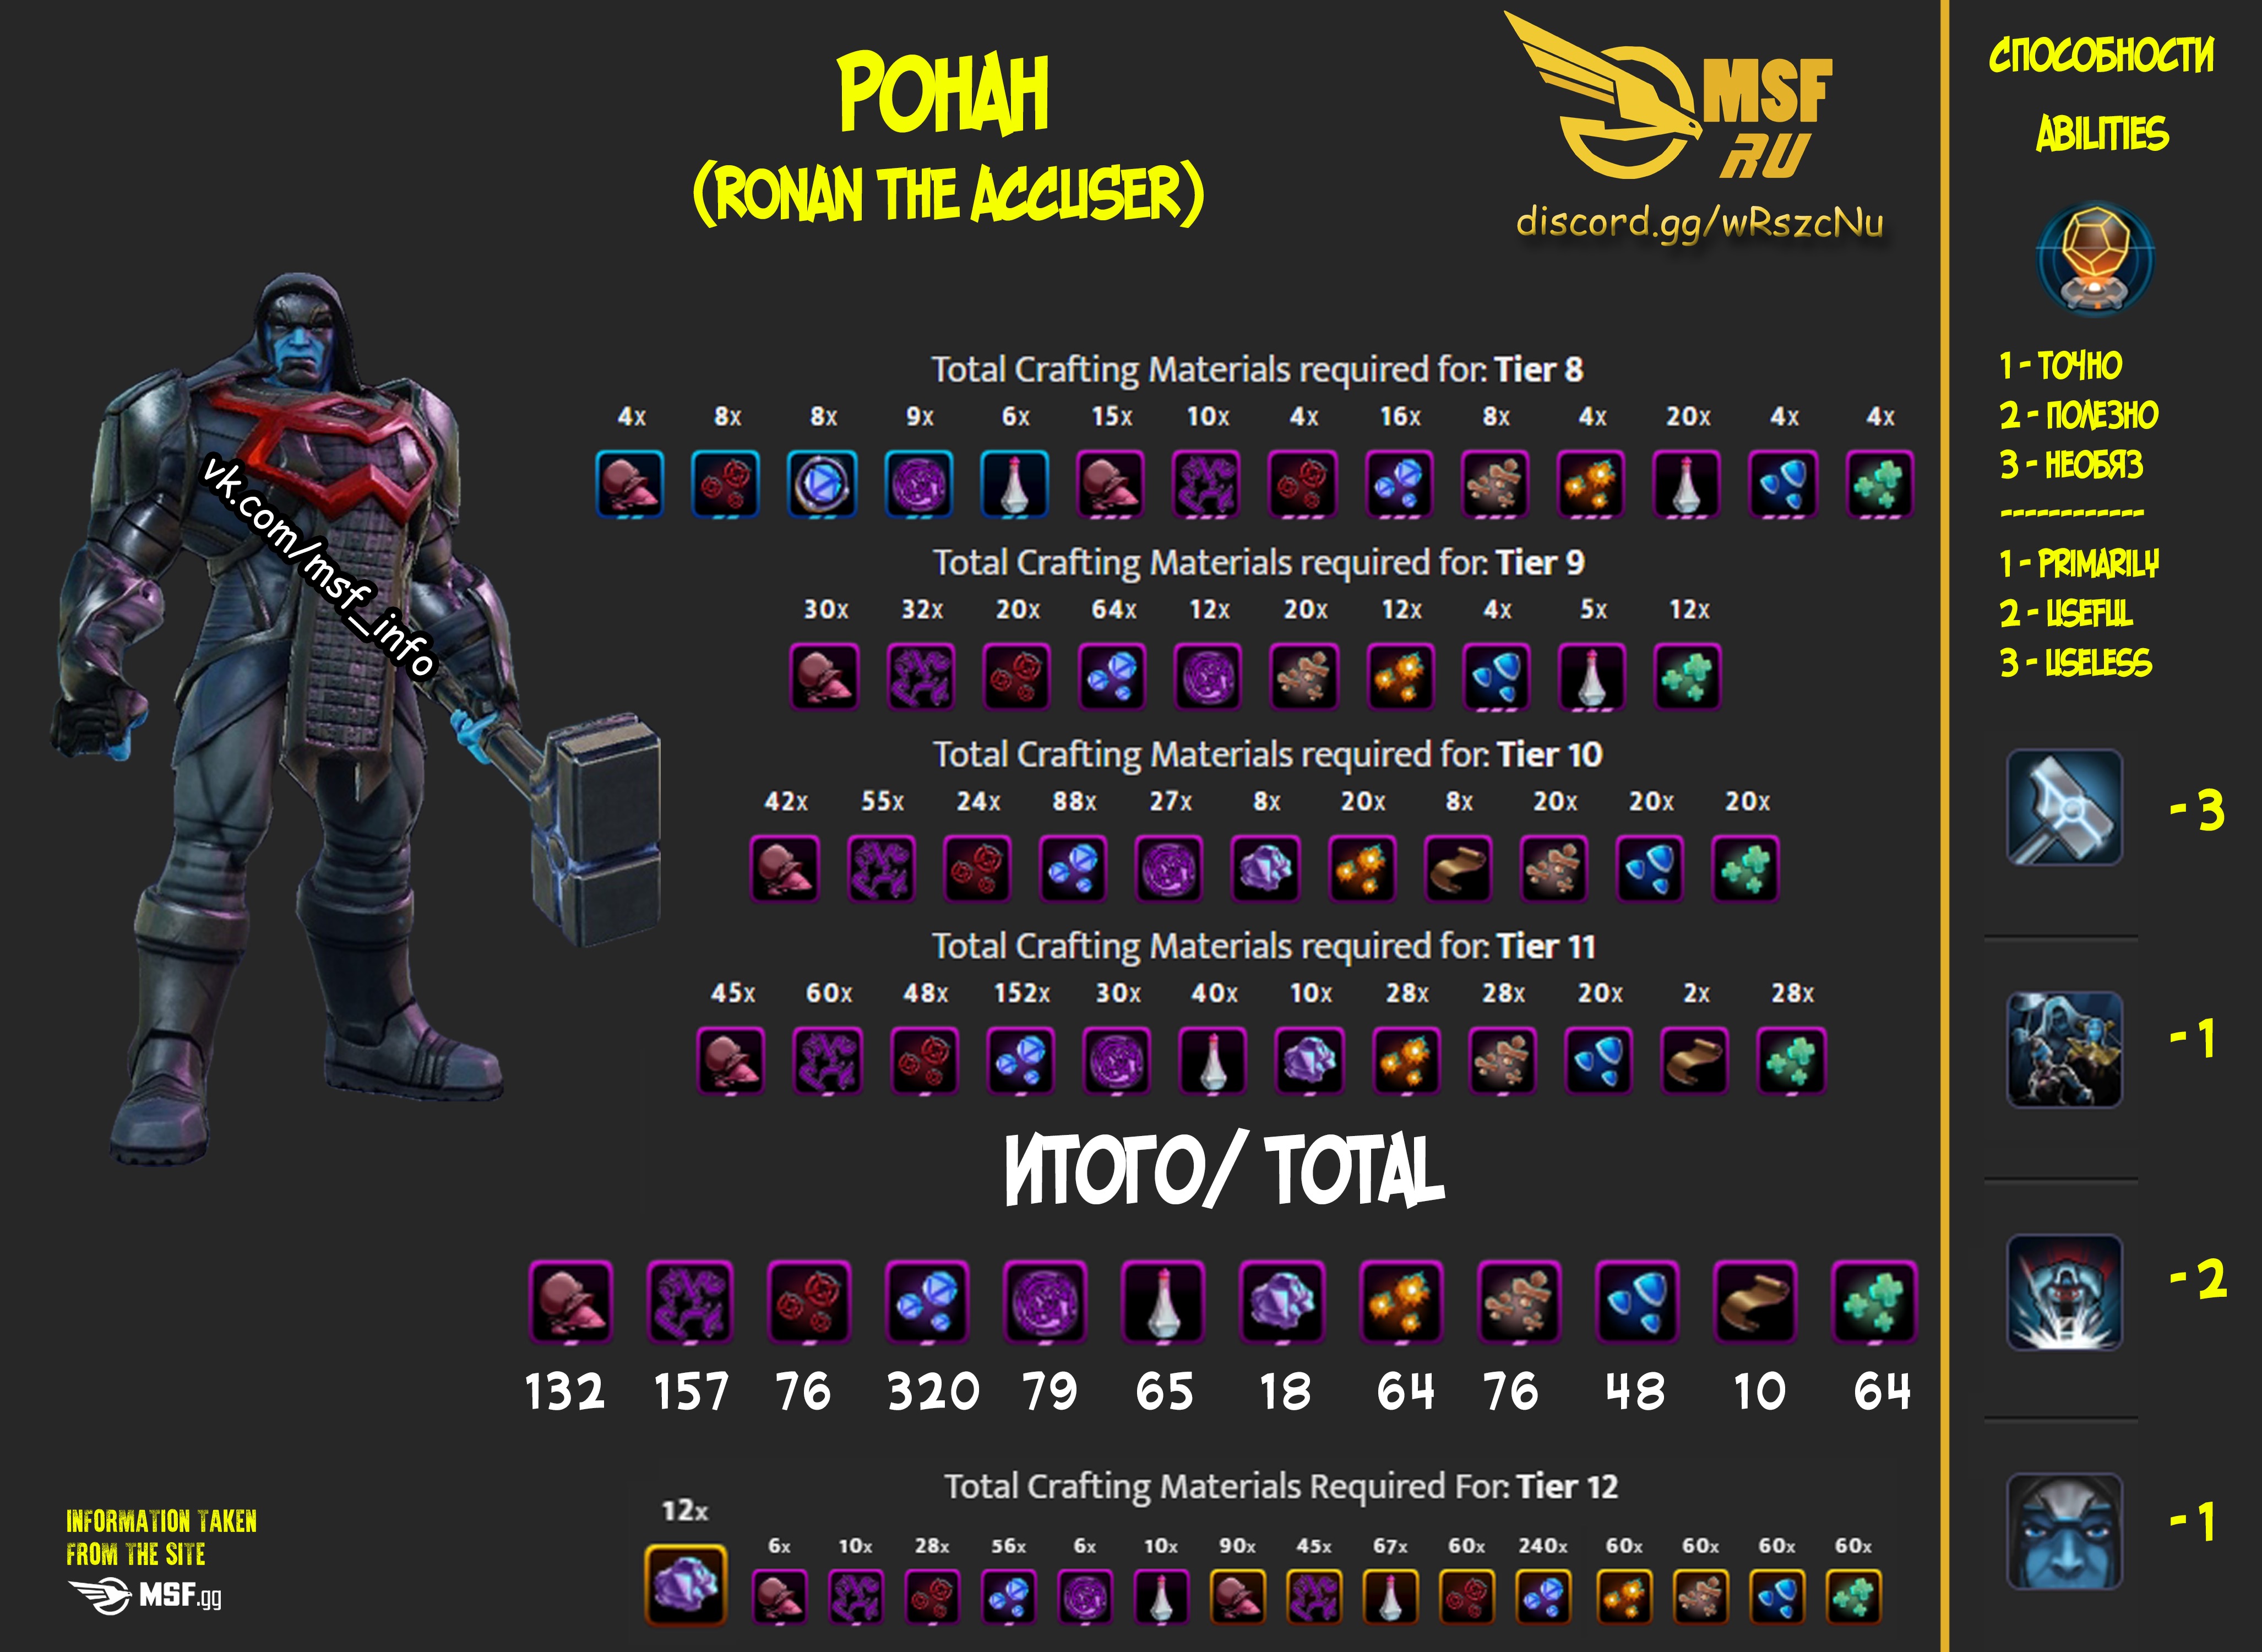 РОНАН
(RONAN THE ACCUSER)
MSF
RU
discord.gg/wRszcNu
vk.com/msf_info
Total Crafting Materials required for: Tier 8
4x 8x 8x 9x 6x 15x 10x 4x 16x 8x 4x 20x 4x 4x
Total Crafting Materials required for: Tier 9
30x 32x 20x 64x 12x 20x 12x 4x 5x 12x
Total Crafting Materials required for: Tier 10
42x 55x 24x 88x 27x 8x 20x 8x 20x 20x 20x
Total Crafting Materials required for: Tier 11
45x 60x 48x 152x 30x 40x 10x 28x 28x 20x 2x 28x
ИТОГО/ TOTAL
132 157 76 320 79 65 18 64 76 48 10 64
Total Crafting Materials Required For: Tier 12
12x
6x 10x 28x 56x 6x 10x 90x 45x 67x 60x 240x 60x 60x 60x 60x
INFORMATION TAKEN
FROM THE SITE
MSF.gg
СПОСОБНОСТИ
ABILITIES
1 - ТОЧНО
2 - ПОЛЕЗНО
3 - НЕОБЯЗ
------------
1 - PRIMARILY
2 - USEFUL
3 - USELESS
- 3
- 1
- 2
- 1